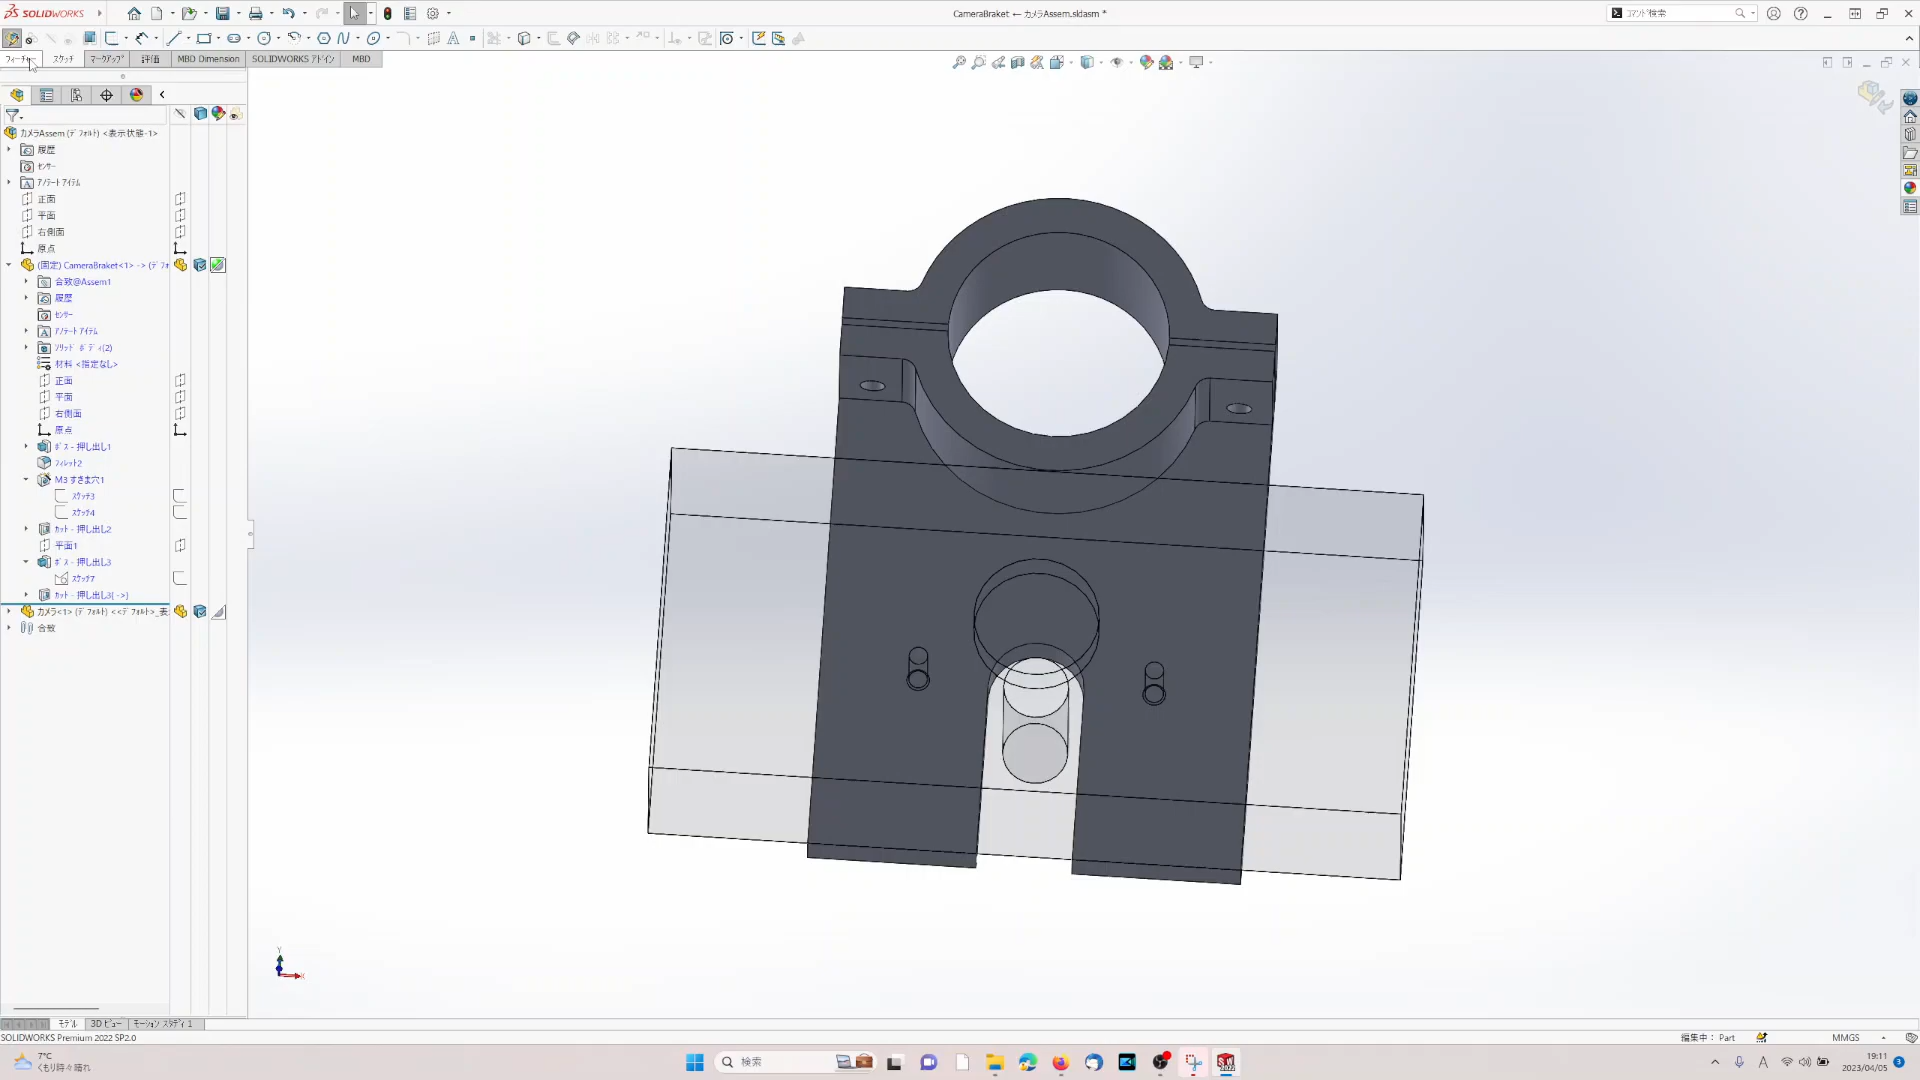 SOLIDWORKS
CameraBraket ← カメラAssem.sldasm *
コマンド検索
フィーチャー
スケッチ
マークアップ
評価
MBD Dimension
SOLIDWORKS アドイン
MBD
カメラAssem (デフォルト) <表示状態-1>
履歴
センサー
アノテート アイテム
正面
平面
右側面
原点
(固定) CameraBraket<1> -> (デフォ
合致@Assem1
履歴
センサー
アノテート アイテム
ソリッド ボディ(2)
材料 <指定なし>
正面
平面
右側面
原点
ボス - 押し出し1
フィレット2
M3 すきま穴1
スケッチ3
スケッチ4
カット - 押し出し2
平面1
ボス - 押し出し3
スケッチ7
カット - 押し出し3{ ->}
カメラ<1> (デフォルト) <<デフォルト>_表
合致
Y
X
モデル
3D ビュー
モーション スタディ 1
SOLIDWORKS Premium 2022 SP2.0
編集中： Part
MMGS
7°C
くもり時々晴れ
検索
A
19:11
2023/04/05
3